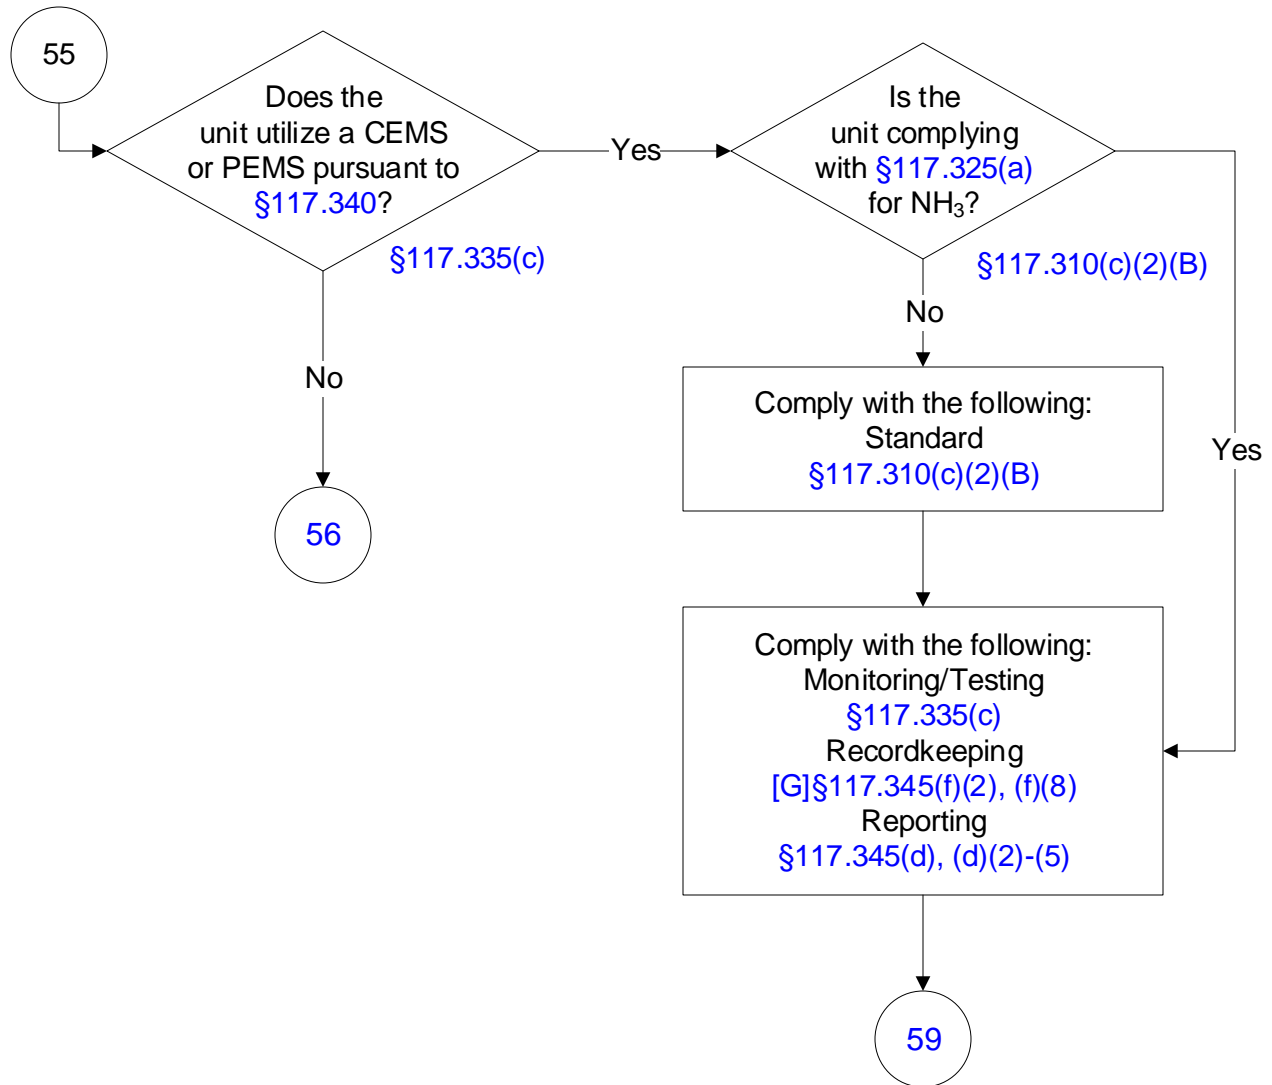 55
Does the
unit utilize a CEMS
or PEMS pursuant to
§117.340?
§117.335(c)
Yes
No
56
Is the
unit complying
with §117.325(a)
for NH₃?
§117.310(c)(2)(B)
No
Yes
Comply with the following:
Standard
§117.310(c)(2)(B)
Comply with the following:
Monitoring/Testing
§117.335(c)
Recordkeeping
[G]§117.345(f)(2), (f)(8)
Reporting
§117.345(d), (d)(2)-(5)
59